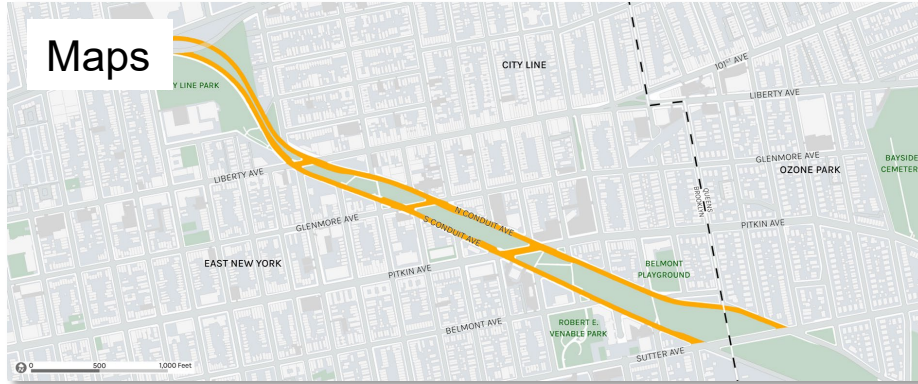 Maps
Y LINE PARK
CITY LINE
101ST AVE
LIBERTY AVE
GLENMORE AVE
OZONE PARK
BAYSIDE
CEMETER
LIBERTY AVE
N CONDUIT AVE
S CONDUIT AVE
GLENMORE AVE
QUEENS
BROOKLYN
PITKIN AVE
EAST NEW YORK
PITKIN AVE
BELMONT
PLAYGROUND
BELMONT AVE
ROBERT E.
VENABLE PARK
SUTTER AVE
0 500 1,000 Feet